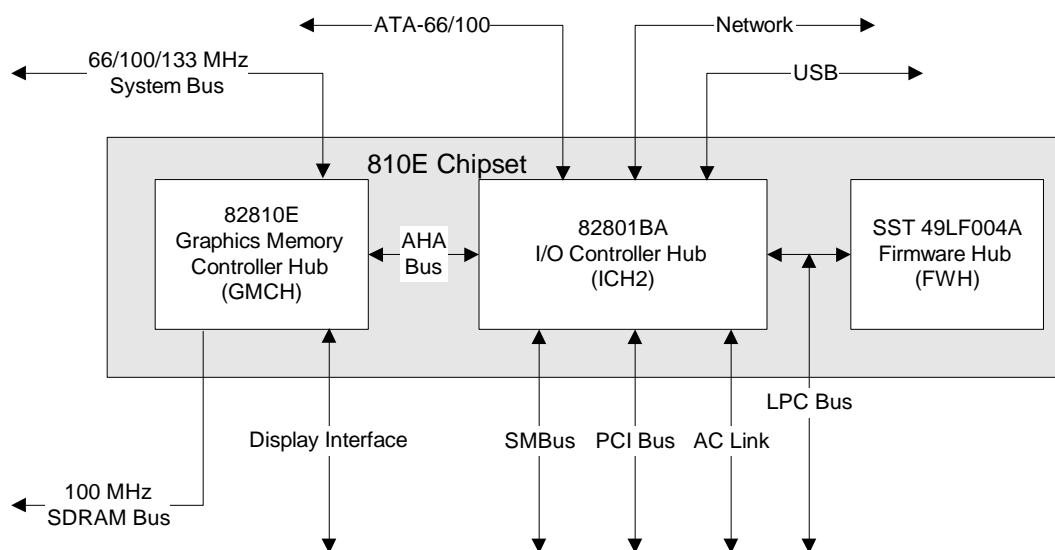 ATA-66/100
Network
66/100/133 MHz
System Bus
USB
810E Chipset
82810E
Graphics Memory
Controller Hub
(GMCH)
AHA
Bus
82801BA
I/O Controller Hub
(ICH2)
SST 49LF004A
Firmware Hub
(FWH)
LPC Bus
Display Interface
SMBus
PCI Bus
AC Link
100 MHz
SDRAM Bus